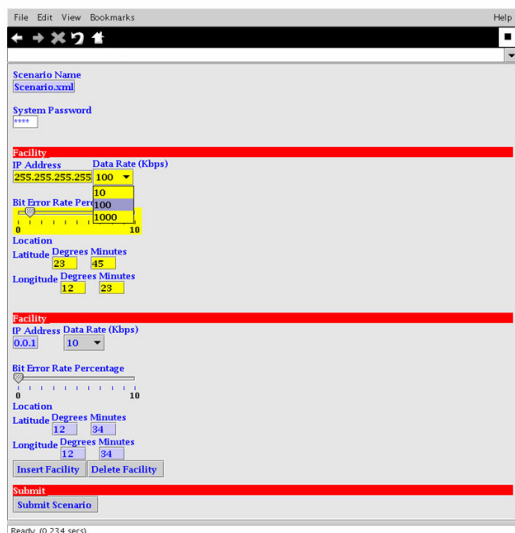 File Edit View Bookmarks Help
Scenario Name
Scenario.xml
System Password
****
Facility
IP Address Data Rate (Kbps)
255.255.255.255 100
10
100
1000
Bit Error Rate Per
0 10
Location
Latitude Degrees Minutes
23 45
Longitude Degrees Minutes
12 23
Facility
IP Address Data Rate (Kbps)
0.0.1 10
Bit Error Rate Percentage
0 10
Location
Latitude Degrees Minutes
12 34
Longitude Degrees Minutes
12 34
Insert Facility Delete Facility
Submit
Submit Scenario
Ready (0.234 secs)